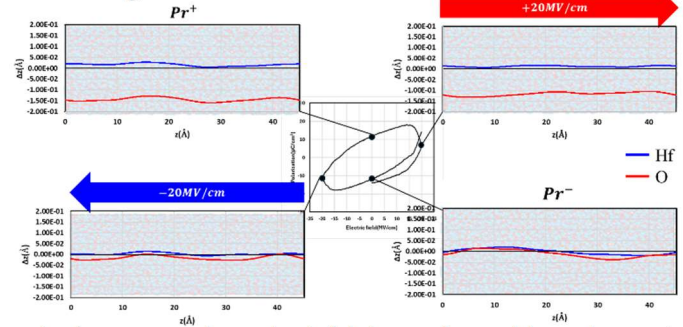 Pr⁺
+20MV/cm
2.00E-01
1.50E-01
1.00E-01
5.00E-02
0.00E+00
-5.00E-02
-1.00E-01
-1.50E-01
-2.00E-01
Δz(Å)
0 10 20 30 40
z(Å)
2.00E-01
1.50E-01
1.00E-01
5.00E-02
0.00E+00
-5.00E-02
-1.00E-01
-1.50E-01
-2.00E-01
Δz(Å)
0 10 20 30 40
z(Å)
Hf
O
Electric field(MV/cm)
−20MV/cm
Pr⁻
2.00E-01
1.50E-01
1.00E-01
5.00E-02
0.00E+00
-5.00E-02
-1.00E-01
-1.50E-01
-2.00E-01
Δz(Å)
0 10 20 30 40
z(Å)
2.00E-01
1.50E-01
1.00E-01
5.00E-02
0.00E+00
-5.00E-02
-1.00E-01
-1.50E-01
-2.00E-01
Δz(Å)
0 10 20 30 40
z(Å)